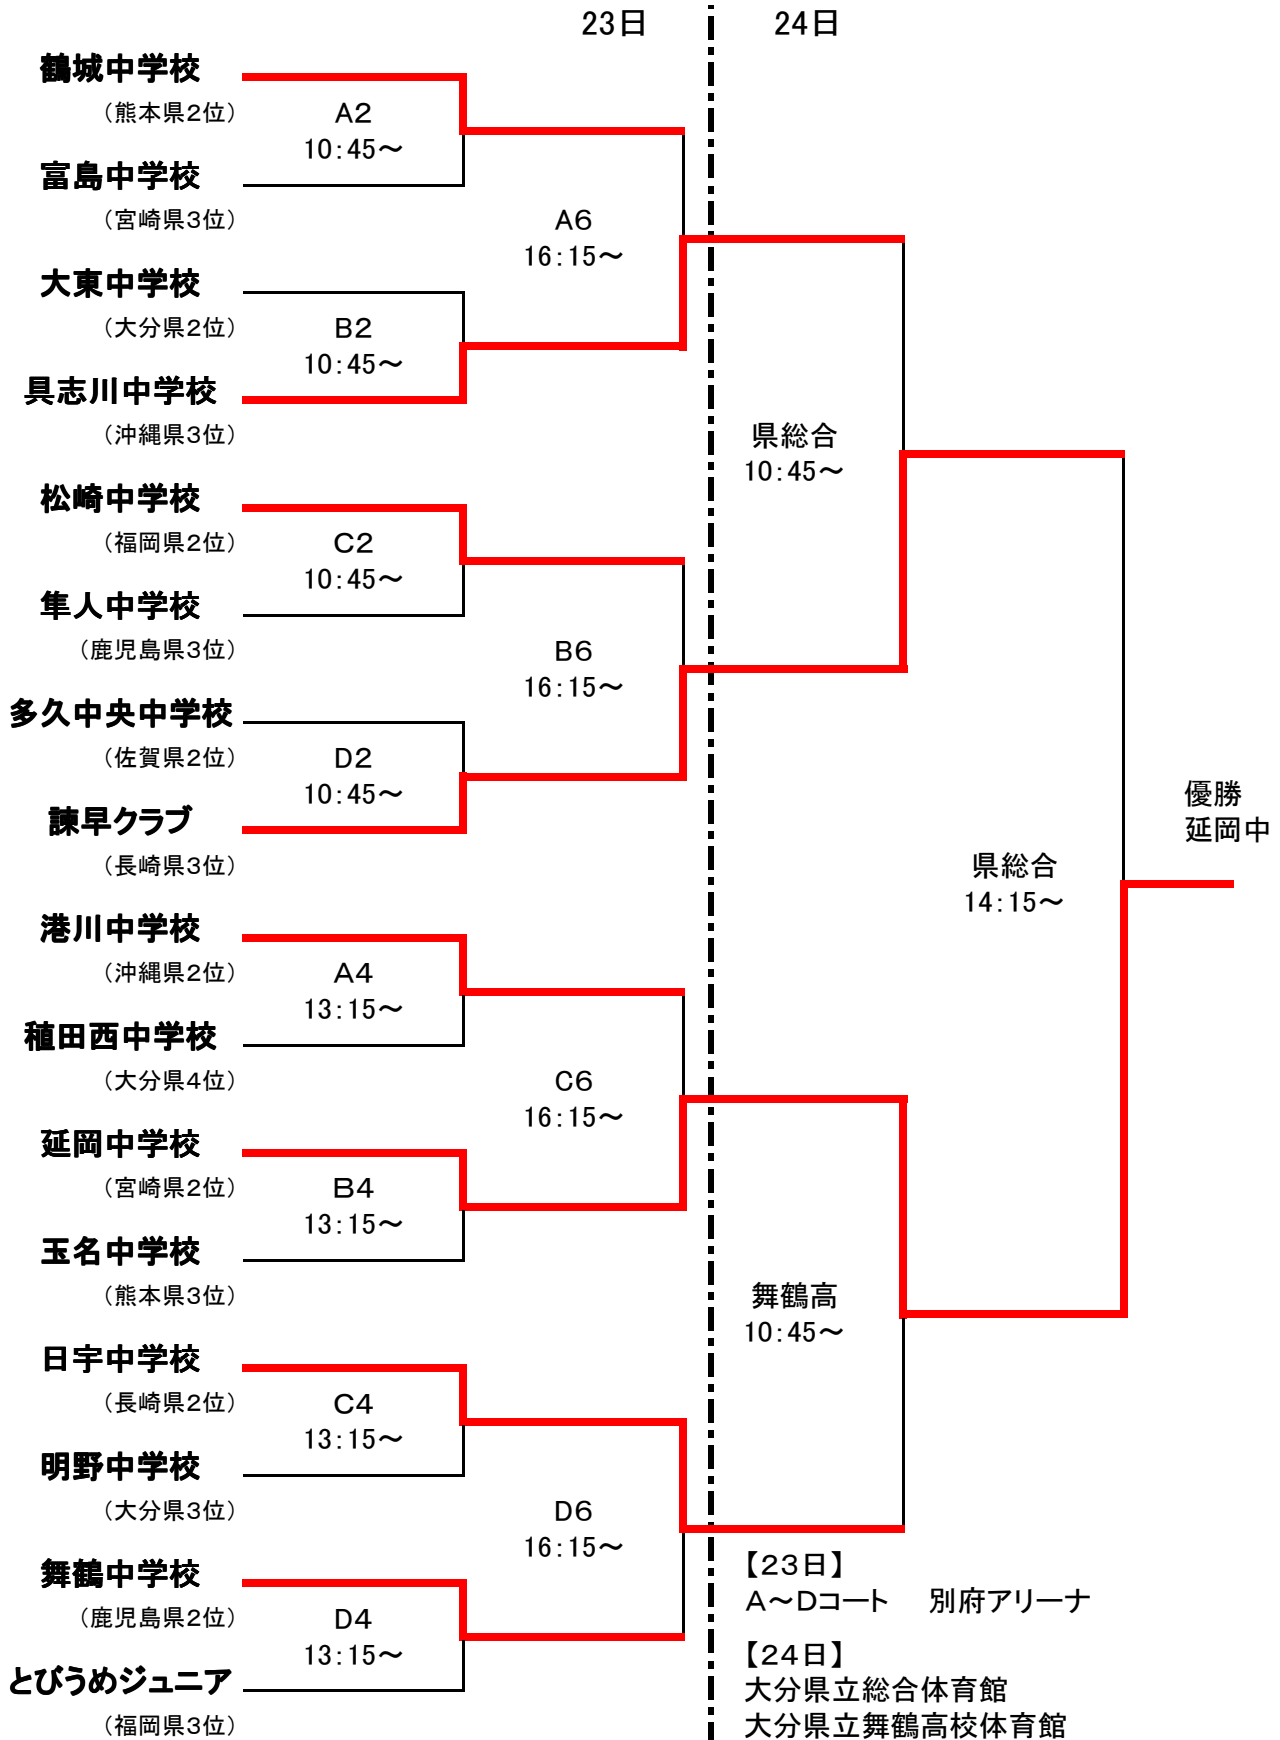 23日
24日
鶴城中学校
（熊本県2位）
A2
10:45～
富島中学校
（宮崎県3位）
A6
16:15～
大東中学校
（大分県2位）
B2
10:45～
具志川中学校
（沖縄県3位）
県総合
10:45～
松崎中学校
（福岡県2位）
C2
10:45～
隼人中学校
（鹿児島県3位）
B6
16:15～
多久中央中学校
（佐賀県2位）
D2
10:45～
諫早クラブ
（長崎県3位）
優勝
延岡中
県総合
14:15～
港川中学校
（沖縄県2位）
A4
13:15～
稙田西中学校
（大分県4位）
C6
16:15～
延岡中学校
（宮崎県2位）
B4
13:15～
玉名中学校
（熊本県3位）
舞鶴高
10:45～
日宇中学校
（長崎県2位）
C4
13:15～
明野中学校
（大分県3位）
D6
16:15～
舞鶴中学校
（鹿児島県2位）
D4
13:15～
とびうめジュニア
（福岡県3位）
【23日】
A～Dコート　別府アリーナ
【24日】
大分県立総合体育館
大分県立舞鶴高校体育館